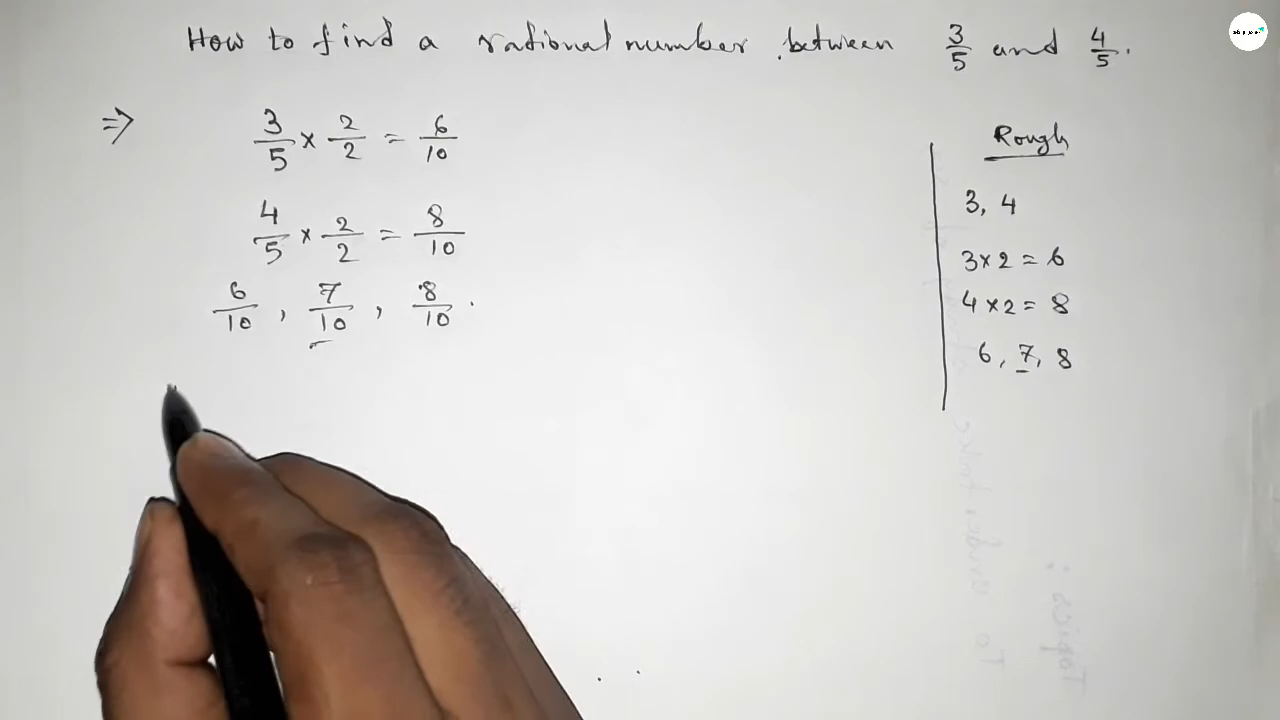 How to find a rational number between 3/5 and 4/5.
⇒ 3/5 × 2/2 = 6/10
4/5 × 2/2 = 8/10
6/10, 7/10, 8/10.
Rough
3, 4
3×2 = 6
4×2 = 8
6, 7, 8